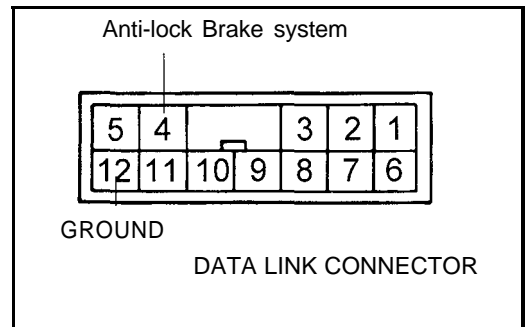 Anti-lock Brake system
5 4 3 2 1
12 11 10 9 8 7 6
GROUND
DATA LINK CONNECTOR